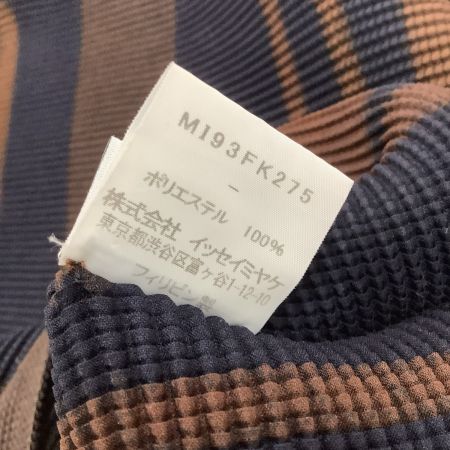 MI93FK275
-
ポリエステル 100%
株式会社 イッセイミヤケ
東京都渋谷区富ヶ谷1-12-10
フィリピン製